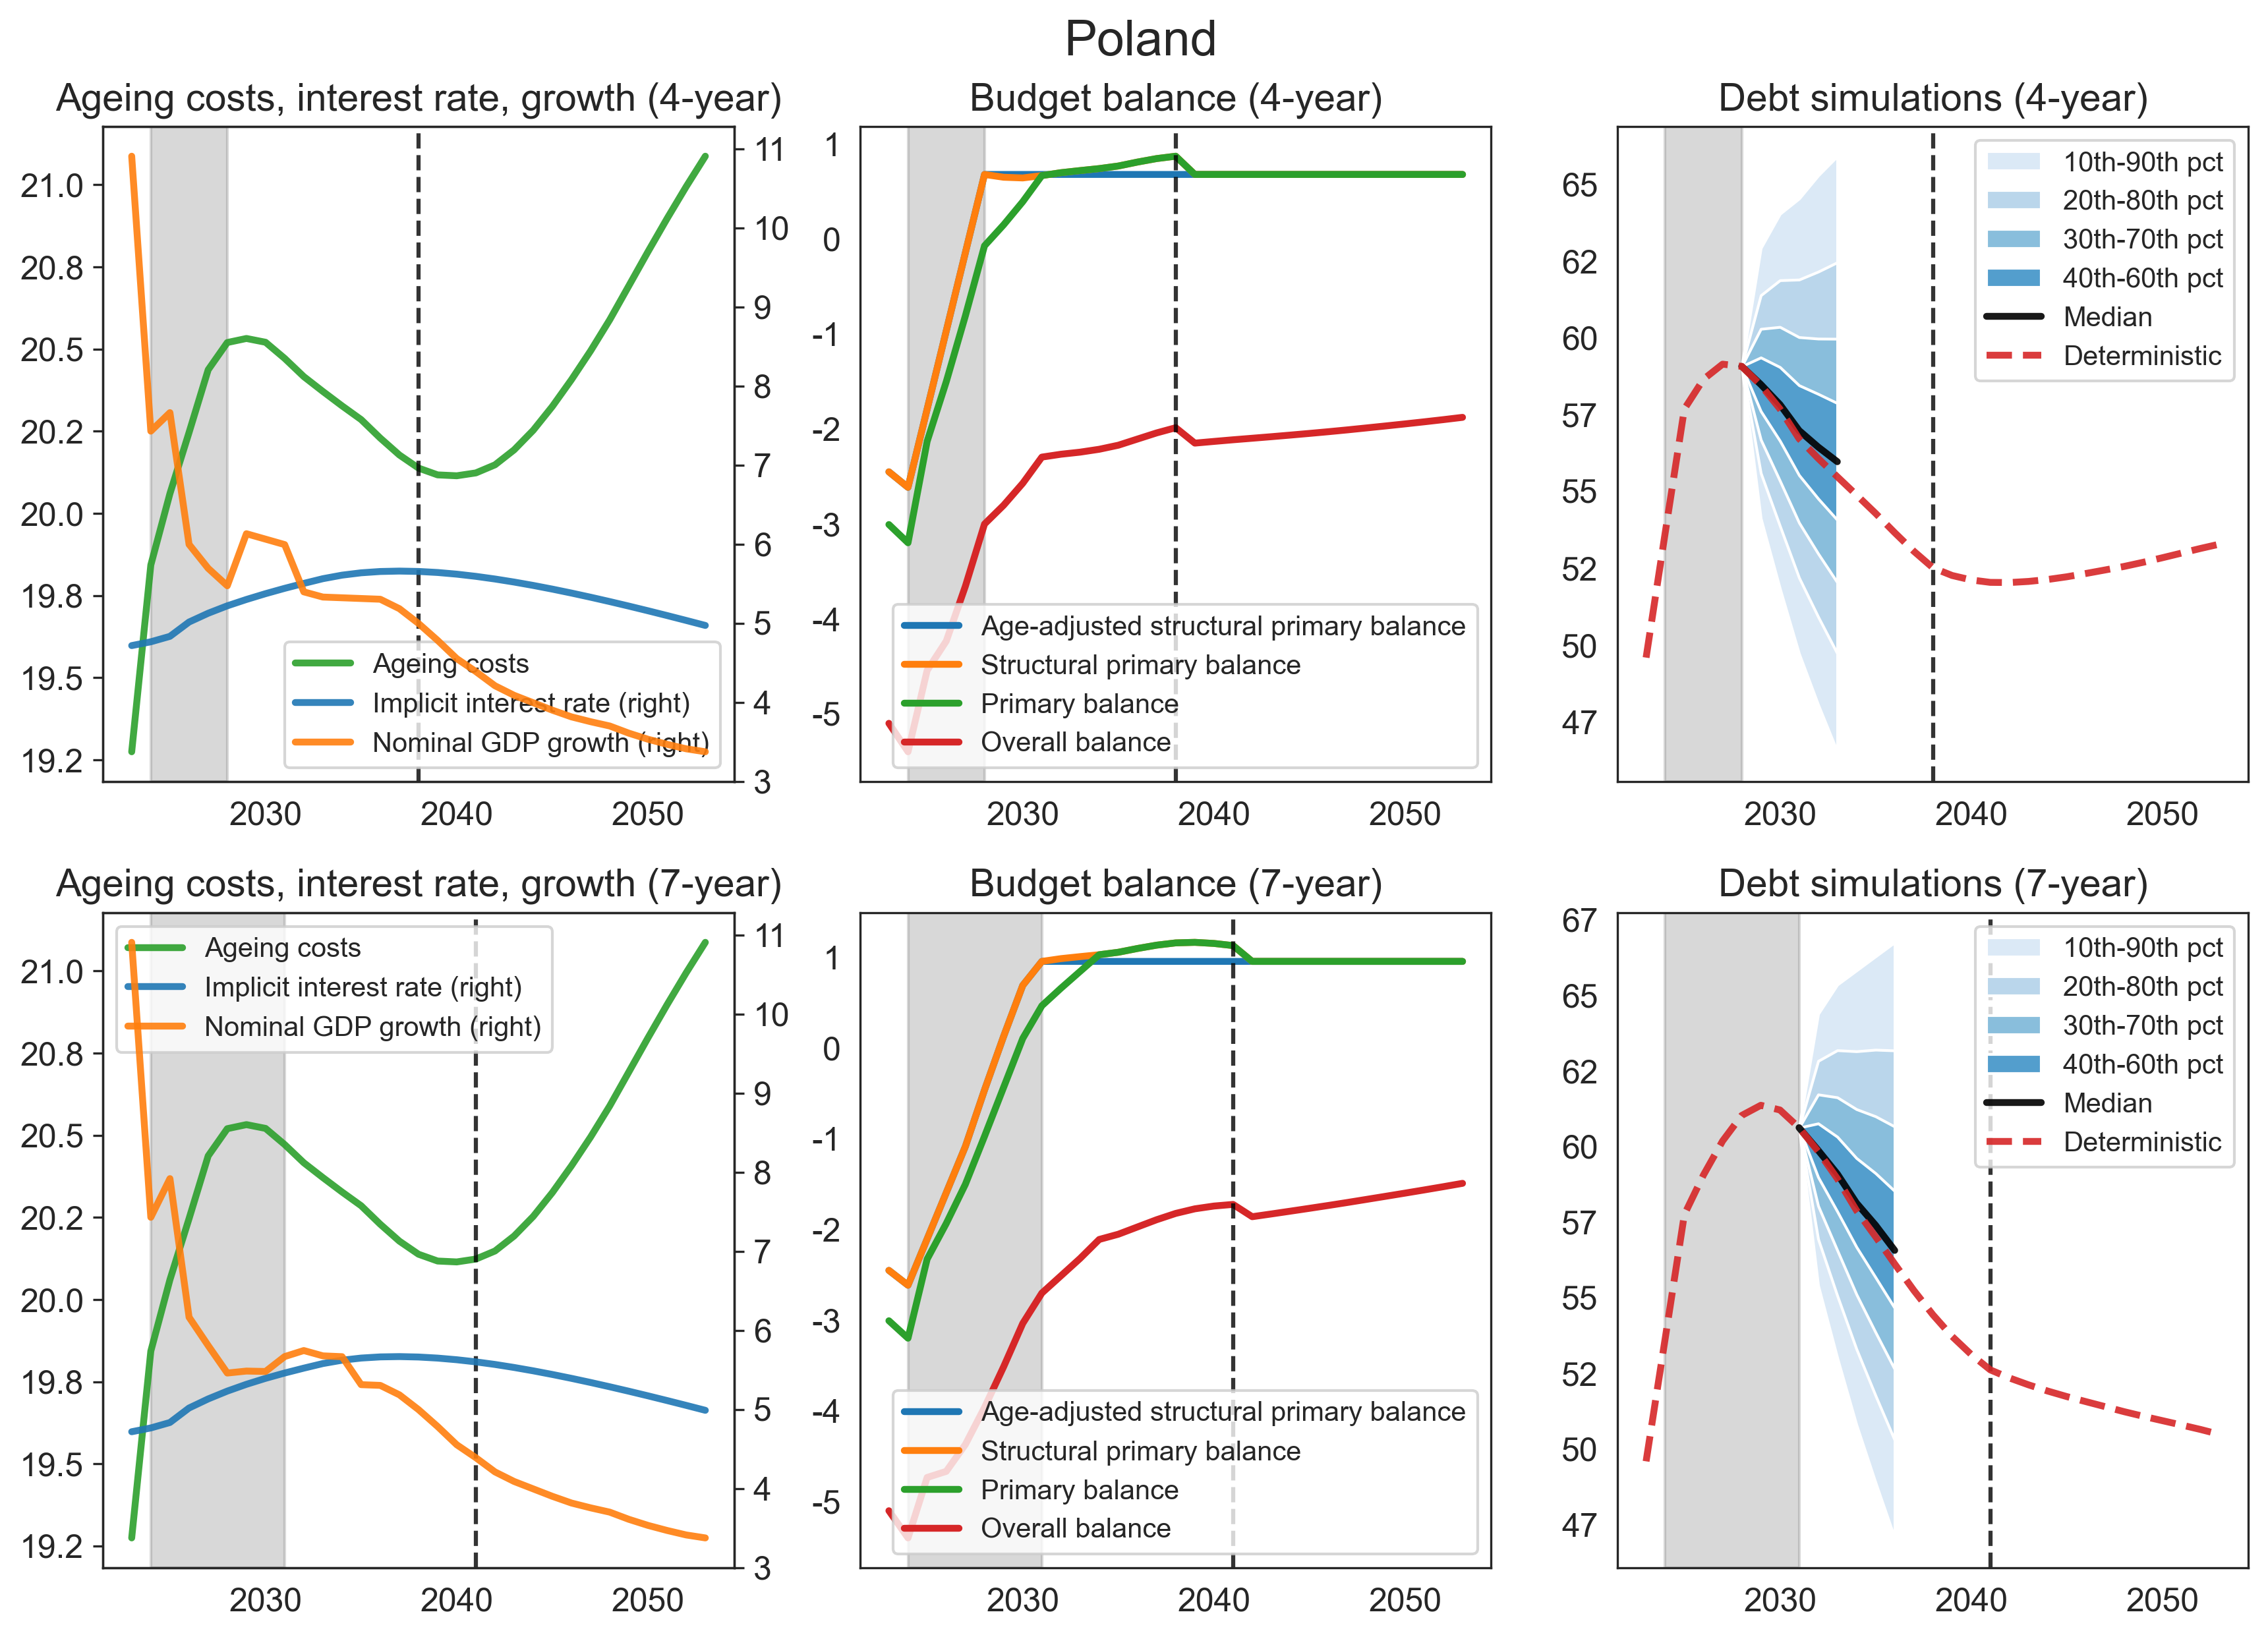 Poland
Ageing costs, interest rate, growth (4-year)
21.0
20.8
20.5
20.2
20.0
19.8
19.5
19.2
11
10
9
8
7
6
5
4
3
2030 2040 2050
Ageing costs
Implicit interest rate (right)
Nominal GDP growth (right)
Budget balance (4-year)
1
0
-1
-2
-3
-4
-5
2030 2040 2050
Age-adjusted structural primary balance
Structural primary balance
Primary balance
Overall balance
Debt simulations (4-year)
65
62
60
57
55
52
50
47
2030 2040 2050
10th-90th pct
20th-80th pct
30th-70th pct
40th-60th pct
Median
Deterministic
Ageing costs, interest rate, growth (7-year)
21.0
20.8
20.5
20.2
20.0
19.8
19.5
19.2
11
10
9
8
7
6
5
4
3
2030 2040 2050
Ageing costs
Implicit interest rate (right)
Nominal GDP growth (right)
Budget balance (7-year)
1
0
-1
-2
-3
-4
-5
2030 2040 2050
Age-adjusted structural primary balance
Structural primary balance
Primary balance
Overall balance
Debt simulations (7-year)
67
65
62
60
57
55
52
50
47
2030 2040 2050
10th-90th pct
20th-80th pct
30th-70th pct
40th-60th pct
Median
Deterministic